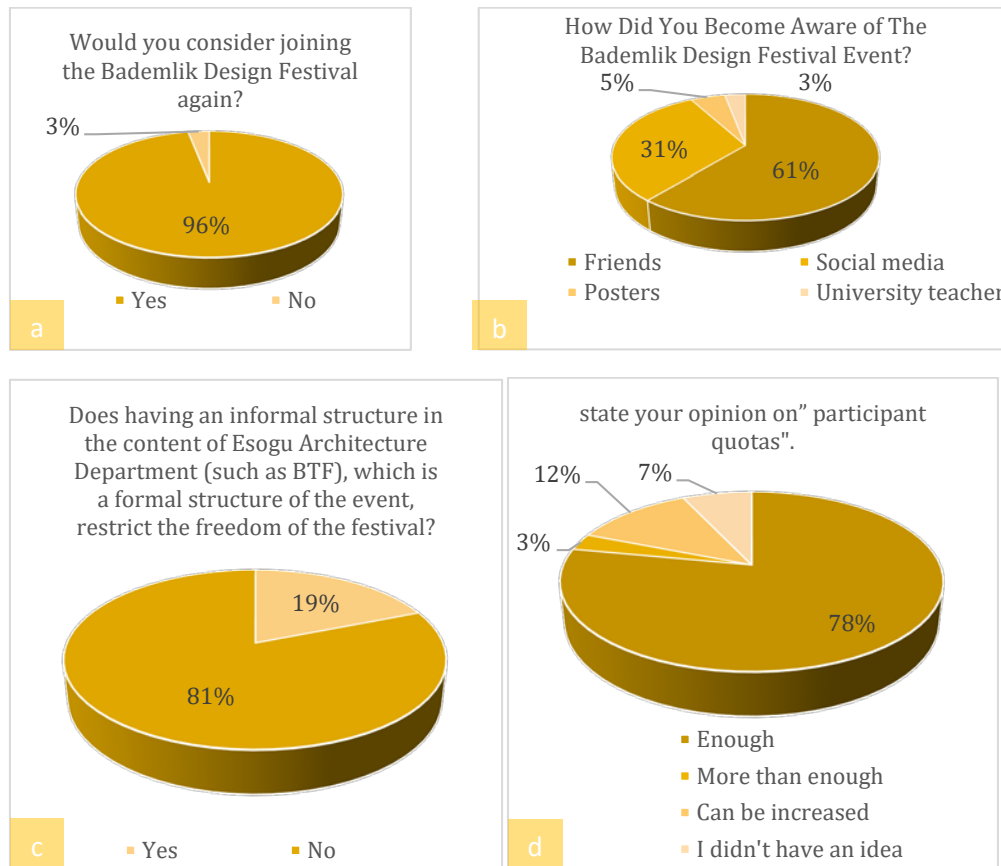 Would you consider joining
the Bademlik Design Festival
again?
3%
96%
Yes No
a
How Did You Become Aware of The
Bademlik Design Festival Event?
5% 3%
31%
61%
Friends Social media
Posters University teacher
b
Does having an informal structure in
the content of Esogu Architecture
Department (such as BTF), which is
a formal structure of the event,
restrict the freedom of the festival?
19%
81%
Yes No
c
state your opinion on” participant
quotas".
12% 7%
3%
78%
Enough
More than enough
Can be increased
I didn't have an idea
d